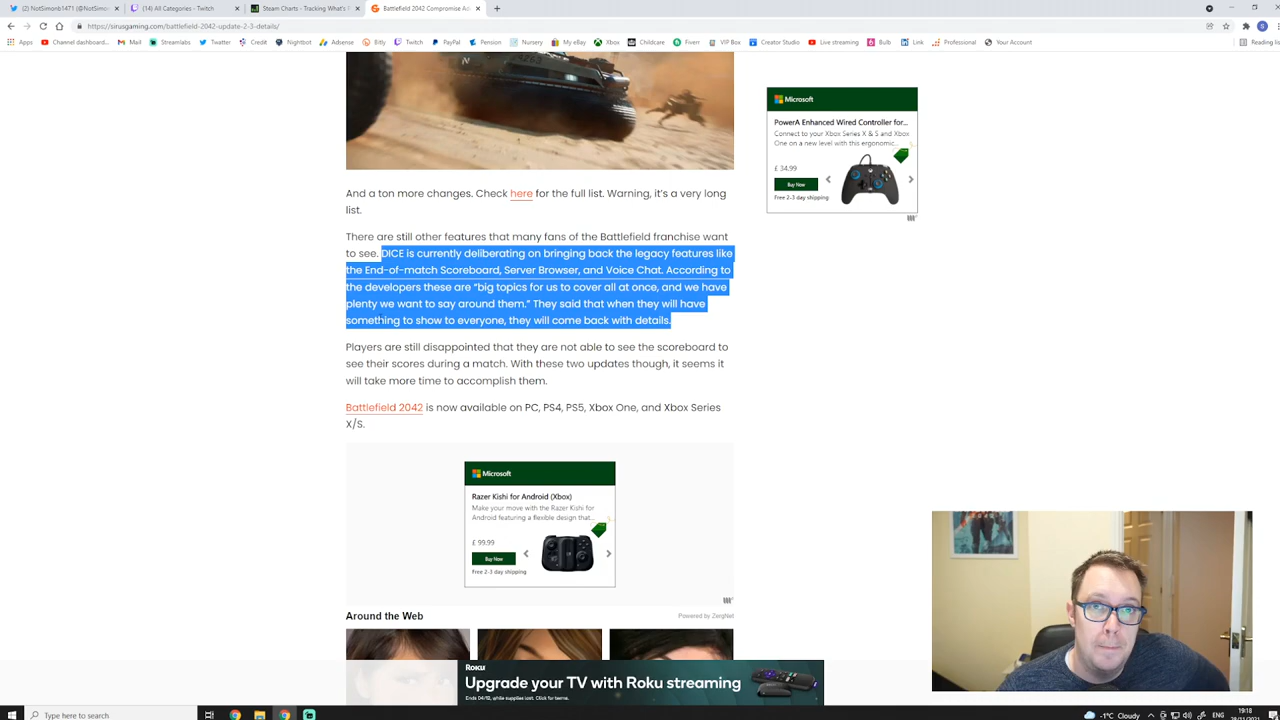 NotSimonb1471 (@NotSimo
(14) All Categories - Twitch
Steam Charts - Tracking What's P
Battlefield 2042 Compromise Ad
https://sirusgaming.com/battlefield-2042-update-2-3-details/
Apps
Channel dashboard...
Mail
Streamlabs
Twatter
Credit
Nightbot
Adsense
Bitly
Twitch
PayPal
Pension
Nursery
My eBay
Xbox
Childcare
Fiverr
VIP Box
Creator Studio
Live streaming
Bulb
Link
Professional
Your Account
Reading lis
Microsoft
PowerA Enhanced Wired Controller for...
Connect to your Xbox Series X & S and Xbox
One on a new level with this ergonomic...
£ 34.99
Buy Now
Free 2-3 day shipping
And a ton more changes. Check here for the full list. Warning, it's a very long
list.
There are still other features that many fans of the Battlefield franchise want
to see. DICE is currently deliberating on bringing back the legacy features like
the End-of-match Scoreboard, Server Browser, and Voice Chat. According to
the developers these are “big topics for us to cover all at once, and we have
plenty we want to say around them.” They said that when they will have
something to show to everyone, they will come back with details.
Players are still disappointed that they are not able to see the scoreboard to
see their scores during a match. With these two updates though, it seems it
will take more time to accomplish them.
Battlefield 2042 is now available on PC, PS4, PS5, Xbox One, and Xbox Series
X/S.
Microsoft
Razer Kishi for Android (Xbox)
Make your move with the Razer Kishi for
Android featuring a flexible design that...
£ 99.99
Buy Now
Free 2-3 day shipping
Around the Web
Powered by ZergNet
Roku
Upgrade your TV with Roku streaming
Ends 04/12, while supplies last. Click for terms.
Type here to search
-1°C Cloudy
ENG
19:18
28/11/2021